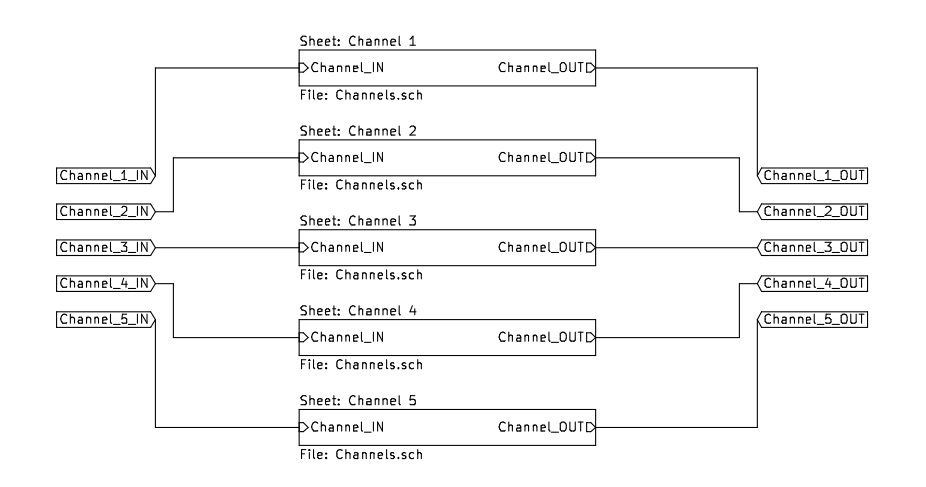 Sheet: Channel 1
Channel_IN Channel_OUT
File: Channels.sch
Sheet: Channel 2
Channel_IN Channel_OUT
File: Channels.sch
Channel_1_IN
Channel_1_OUT
Channel_2_IN
Channel_2_OUT
Sheet: Channel 3
Channel_3_IN
Channel_IN Channel_OUT
Channel_3_OUT
File: Channels.sch
Channel_4_IN
Channel_4_OUT
Sheet: Channel 4
Channel_5_IN
Channel_5_OUT
Channel_IN Channel_OUT
File: Channels.sch
Sheet: Channel 5
Channel_IN Channel_OUT
File: Channels.sch